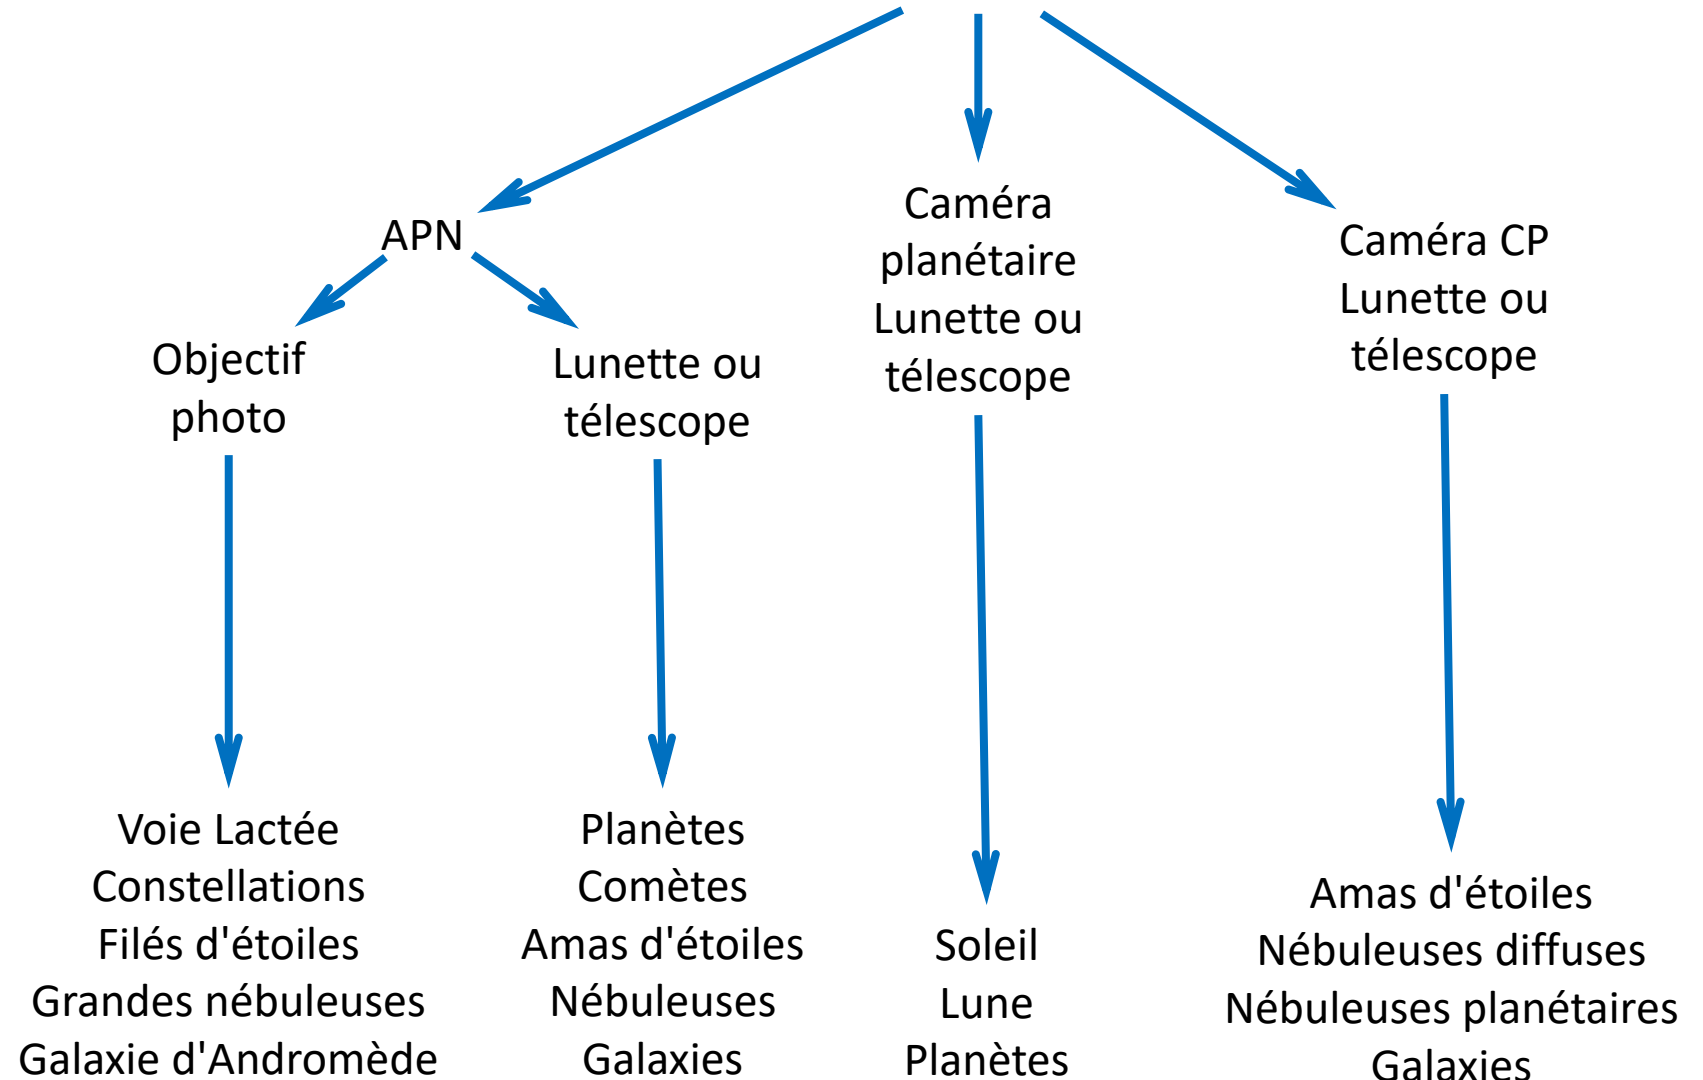 APN
Objectif
photo
Lunette ou
télescope
Caméra
planétaire
Lunette ou
télescope
Caméra CP
Lunette ou
télescope
Voie Lactée
Constellations
Filés d'étoiles
Grandes nébuleuses
Galaxie d'Andromède
Planètes
Comètes
Amas d'étoiles
Nébuleuses
Galaxies
Soleil
Lune
Planètes
Amas d'étoiles
Nébuleuses diffuses
Nébuleuses planétaires
Galaxies